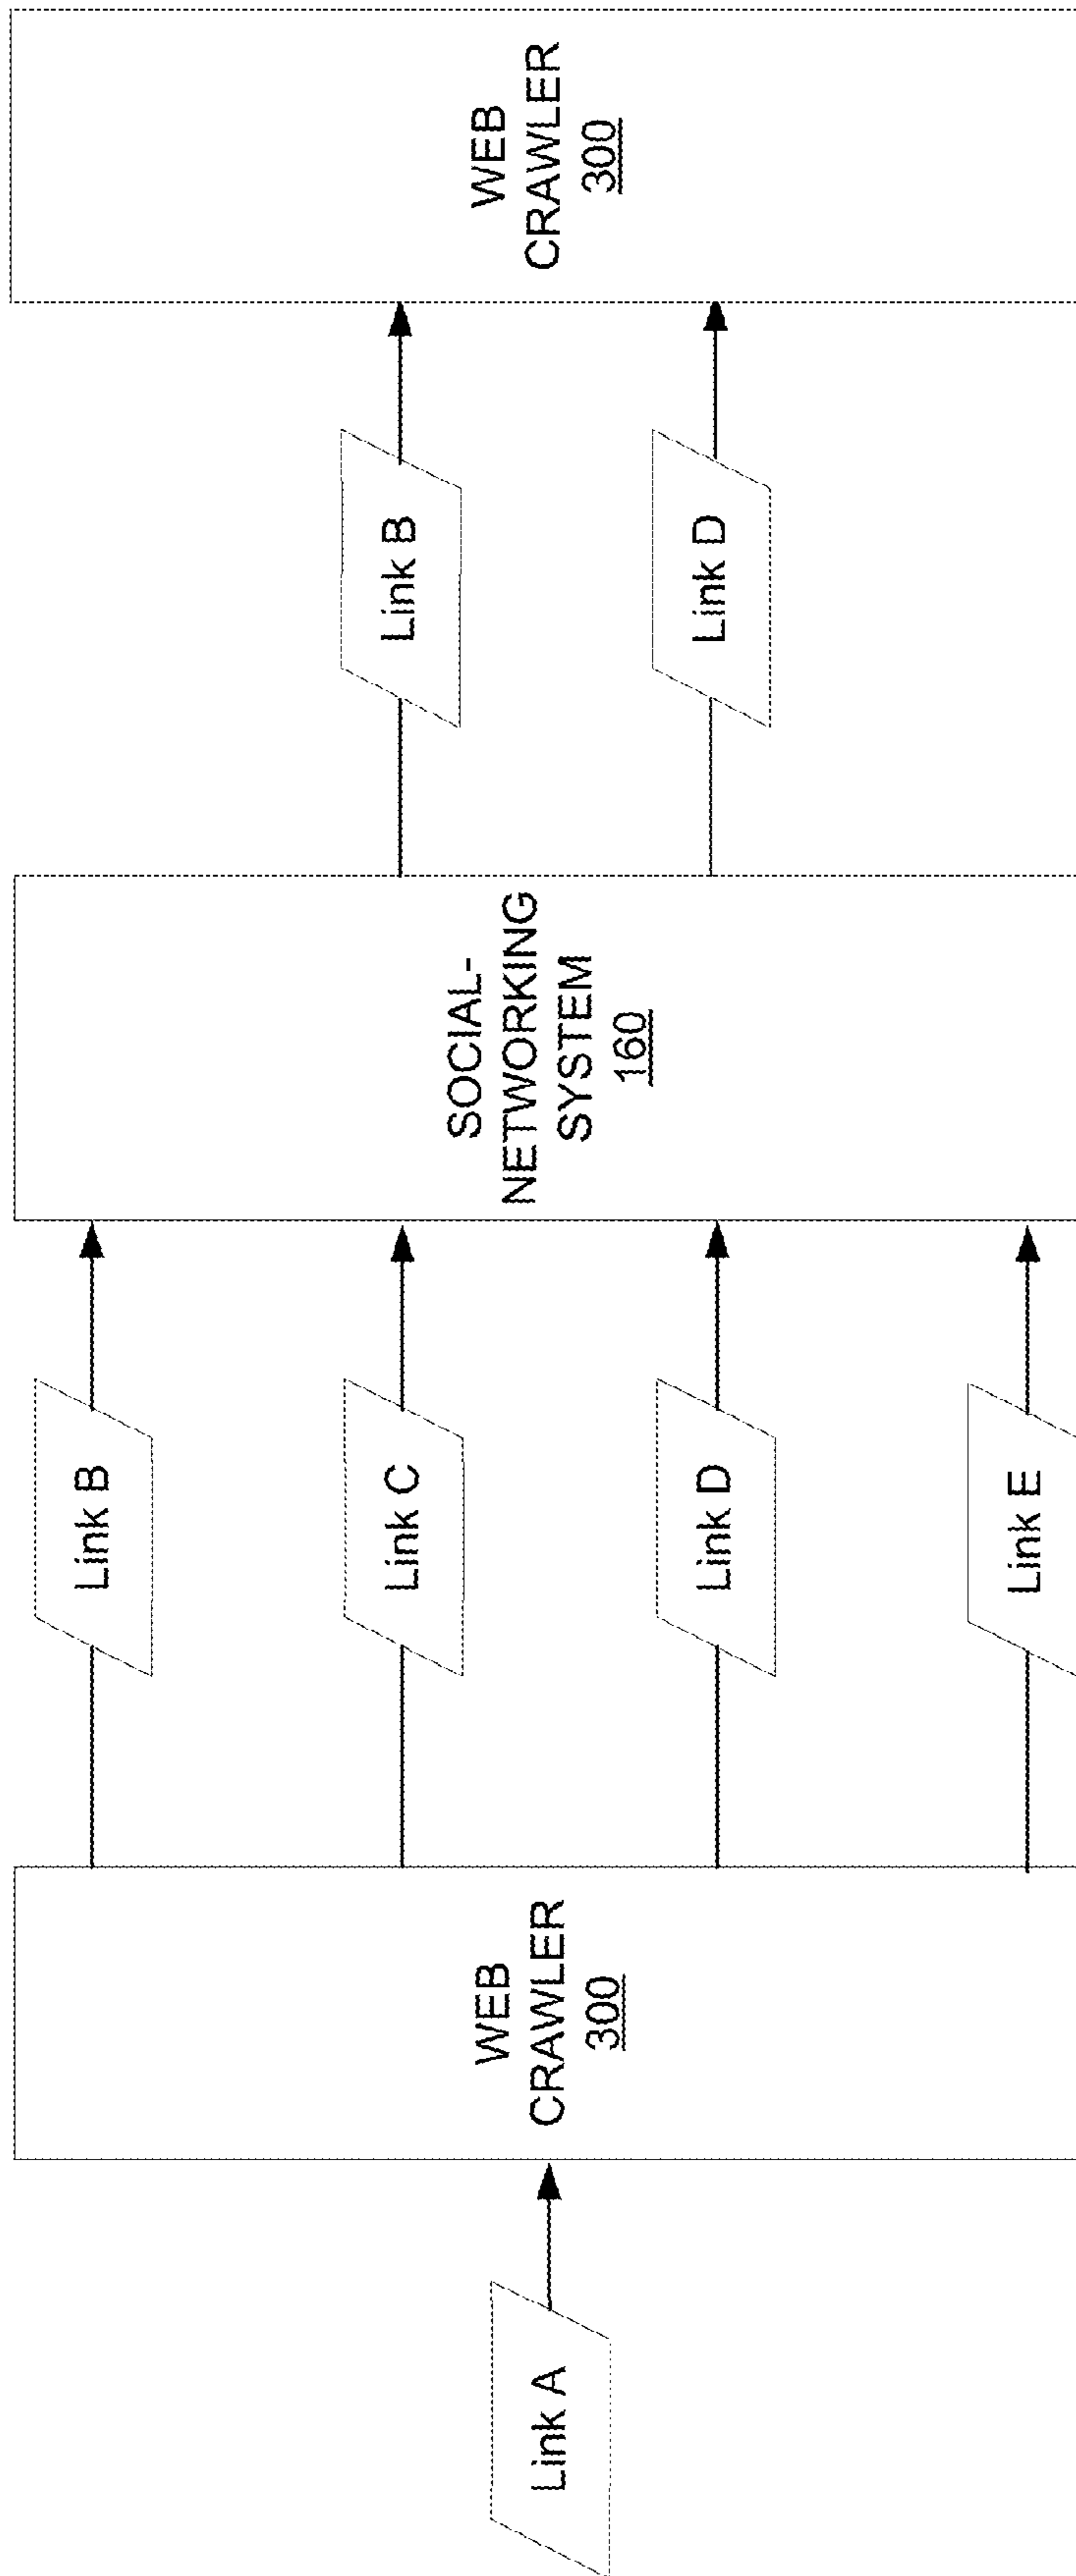 Link A
WEB
CRAWLER
300
Link B
Link C
Link D
Link E
SOCIAL-
NETWORKING
SYSTEM
160
Link B
Link D
WEB
CRAWLER
300